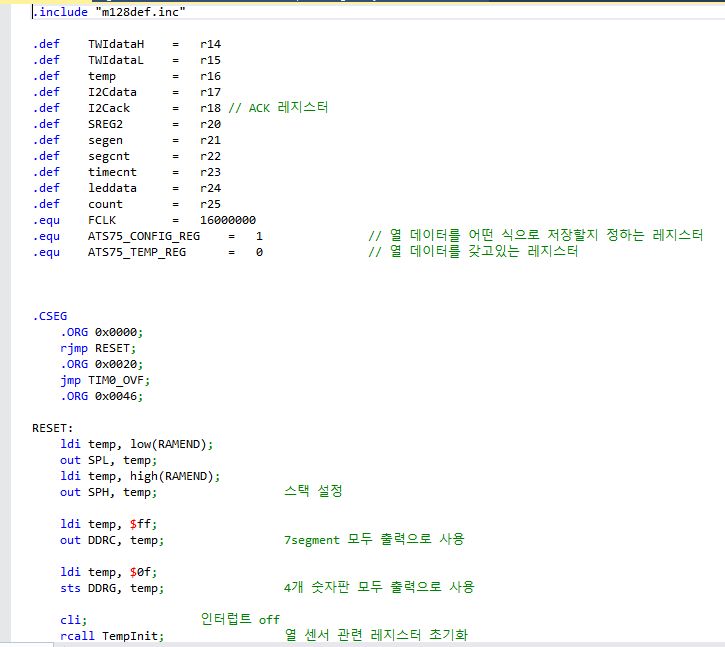 .include "m128def.inc"
.def TWIdataH = r14
.def TWIdataL = r15
.def temp = r16
.def I2Cdata = r17
.def I2Cack = r18 // ACK 레지스터
.def SREG2 = r20
.def segen = r21
.def segcnt = r22
.def timecnt = r23
.def leddata = r24
.def count = r25
.equ FCLK = 16000000
.equ ATS75_CONFIG_REG = 1 // 열 데이터를 어떤 식으로 저장할지 정하는 레지스터
.equ ATS75_TEMP_REG = 0 // 열 데이터를 갖고있는 레지스터
.CSEG
.ORG 0x0000;
rjmp RESET;
.ORG 0x0020;
jmp TIM0_OVF;
.ORG 0x0046;
RESET:
ldi temp, low(RAMEND);
out SPL, temp;
ldi temp, high(RAMEND);
out SPH, temp; 스택 설정
ldi temp, $ff;
out DDRC, temp; 7segment 모두 출력으로 사용
ldi temp, $0f;
sts DDRG, temp; 4개 숫자판 모두 출력으로 사용
cli; 인터럽트 off
rcall TempInit; 열 센서 관련 레지스터 초기화